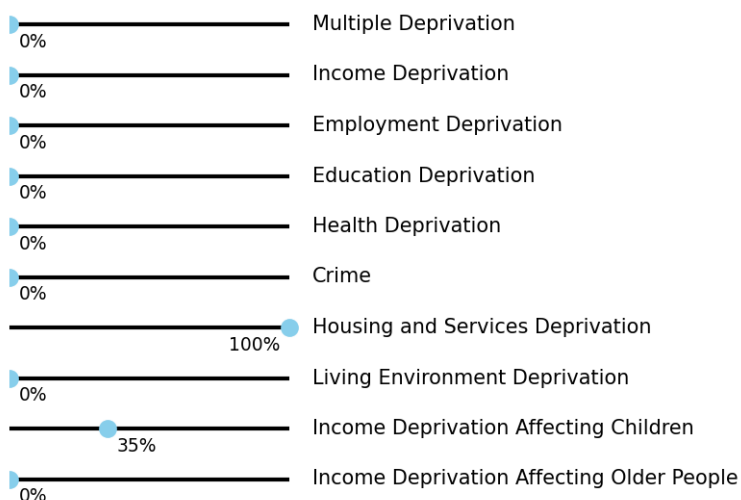 Multiple Deprivation
0%
Income Deprivation
0%
Employment Deprivation
0%
Education Deprivation
0%
Health Deprivation
0%
Crime
0%
Housing and Services Deprivation
100%
Living Environment Deprivation
0%
Income Deprivation Affecting Children
35%
Income Deprivation Affecting Older People
0%